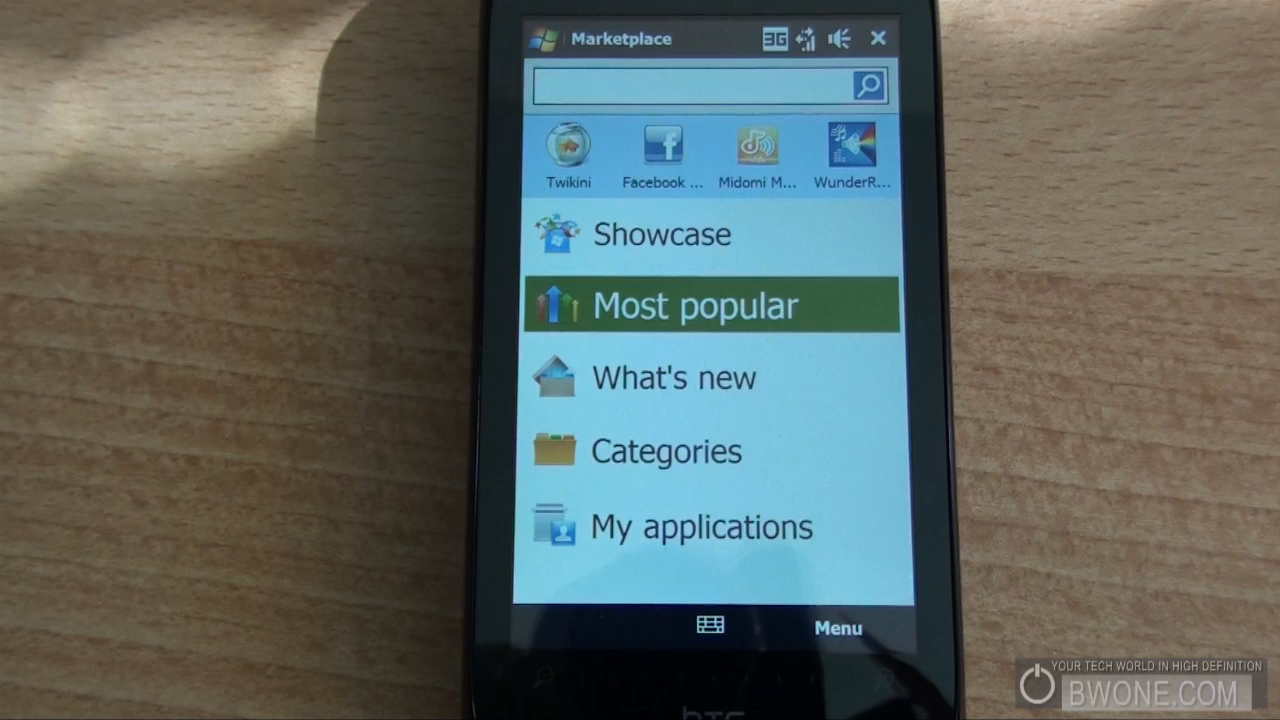 Marketplace 3G
Twikini Facebook ... Midomi M... WunderR...
Showcase
Most popular
What's new
Categories
My applications
Menu
hTC
YOUR TECH WORLD IN HIGH DEFINITION
BWONE.COM